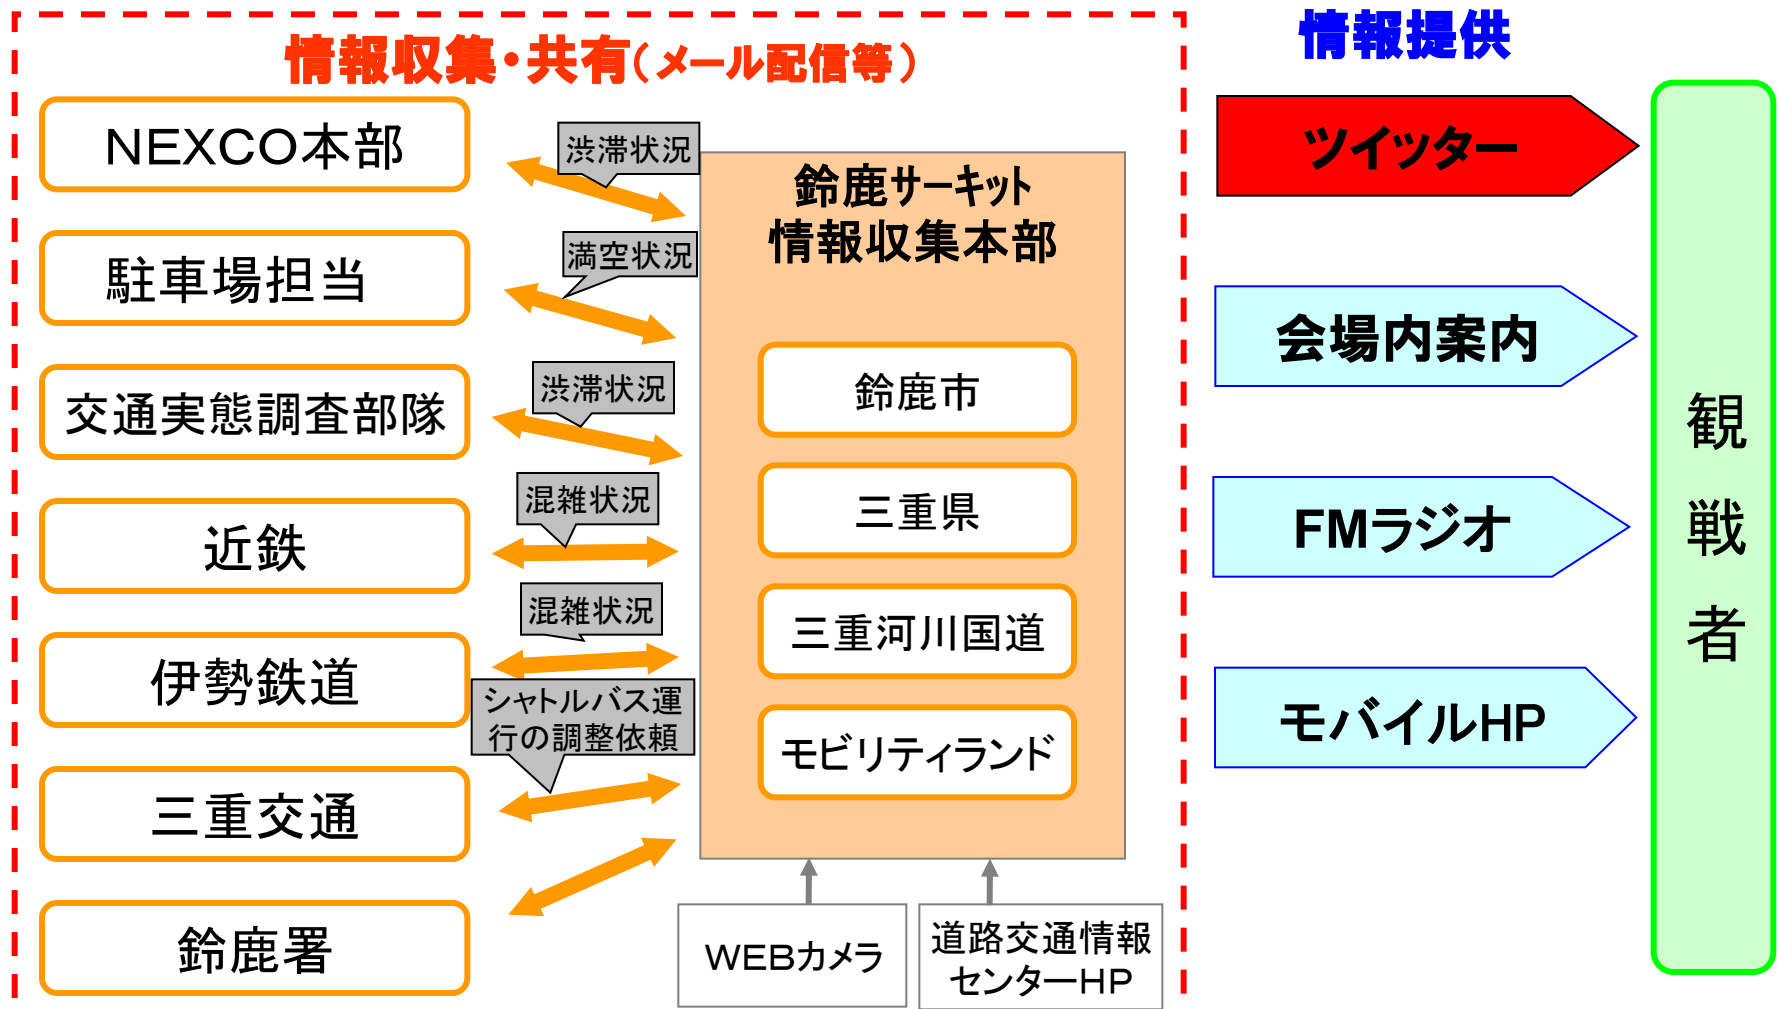 情報収集・共有（メール配信等）
NEXCO本部
駐車場担当
交通実態調査部隊
近鉄
伊勢鉄道
三重交通
鈴鹿署
渋滞状況
満空状況
渋滞状況
混雑状況
混雑状況
シャトルバス運
行の調整依頼
鈴鹿サーキット
情報収集本部
鈴鹿市
三重県
三重河川国道
モビリティランド
WEBカメラ
道路交通情報
センターHP
情報提供
ツイッター
会場内案内
FMラジオ
モバイルHP
観戦者